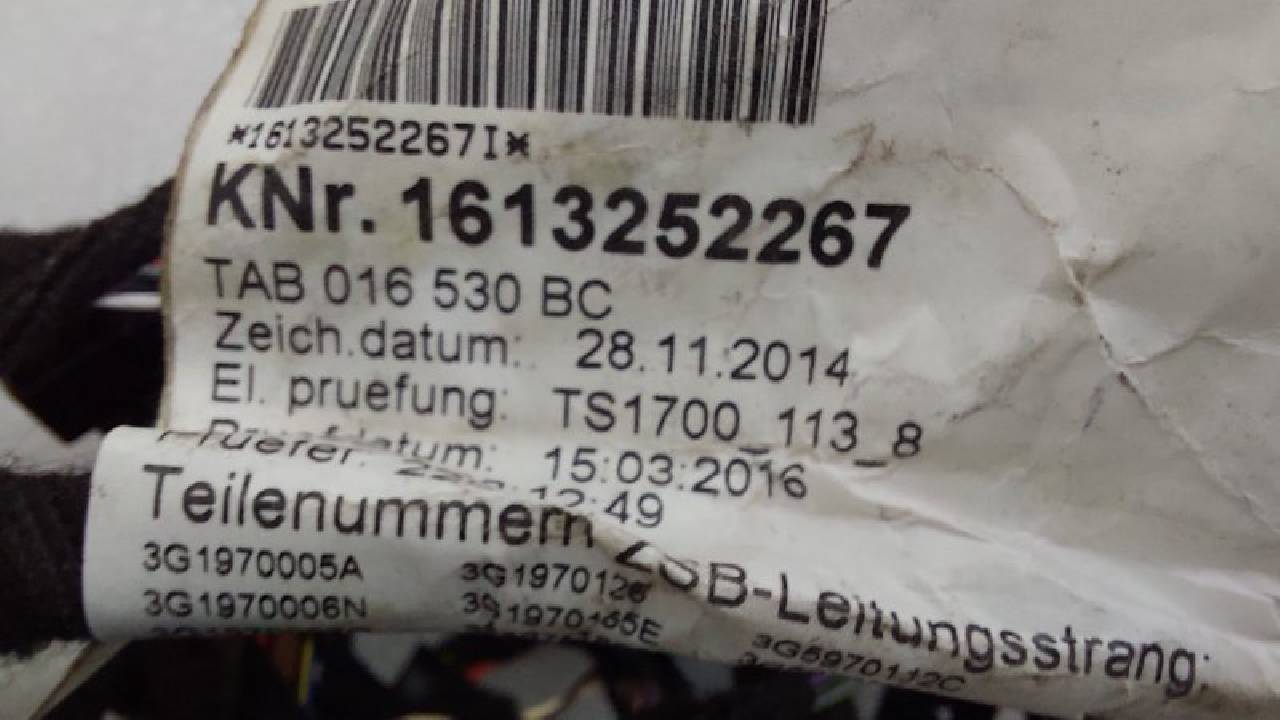 *1613252267I*
KNr. 1613252267
TAB 016 530 BC
Zeich.datum: 28.11.2014
El. pruefung: TS1700_113_8
15:03:2016
12:49
Teilenummern ZSB-Leitungsstrang:
3G1970005A 3G1970126
3G1970006N 3G5970112C